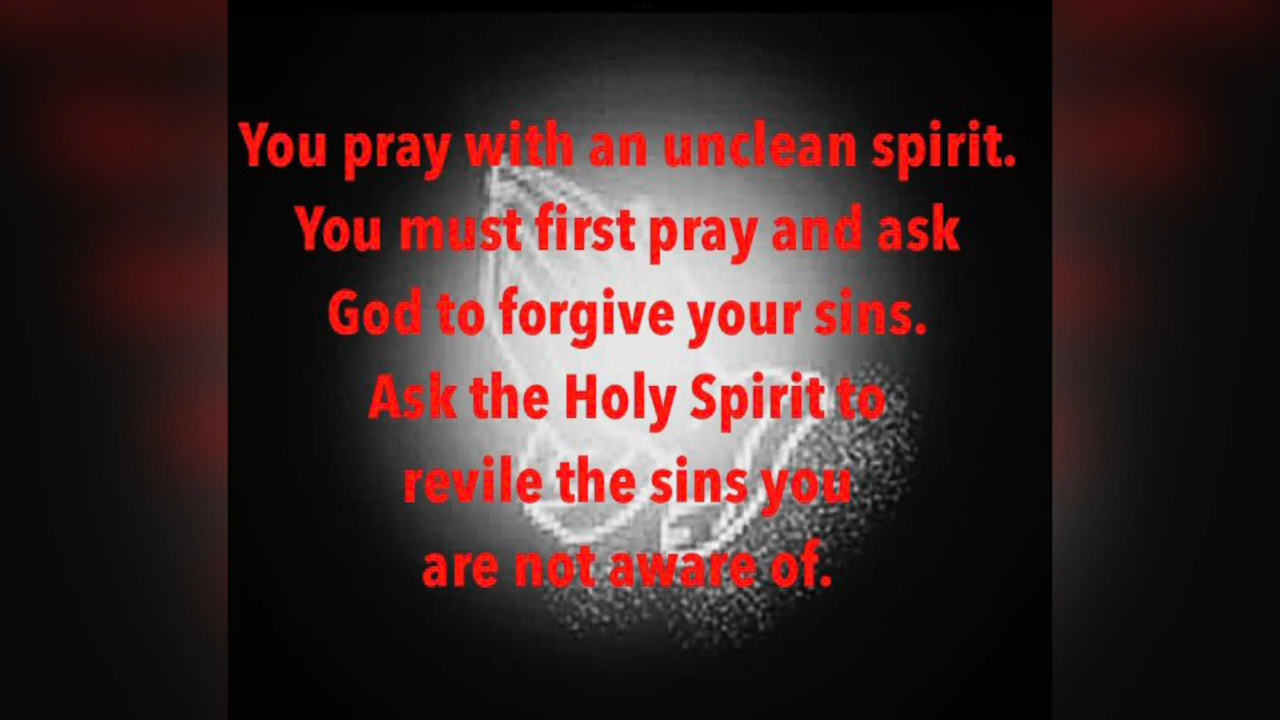 You pray with an unclean spirit.
You must first pray and ask
God to forgive your sins.
Ask the Holy Spirit to
revile the sins you
are not aware of.